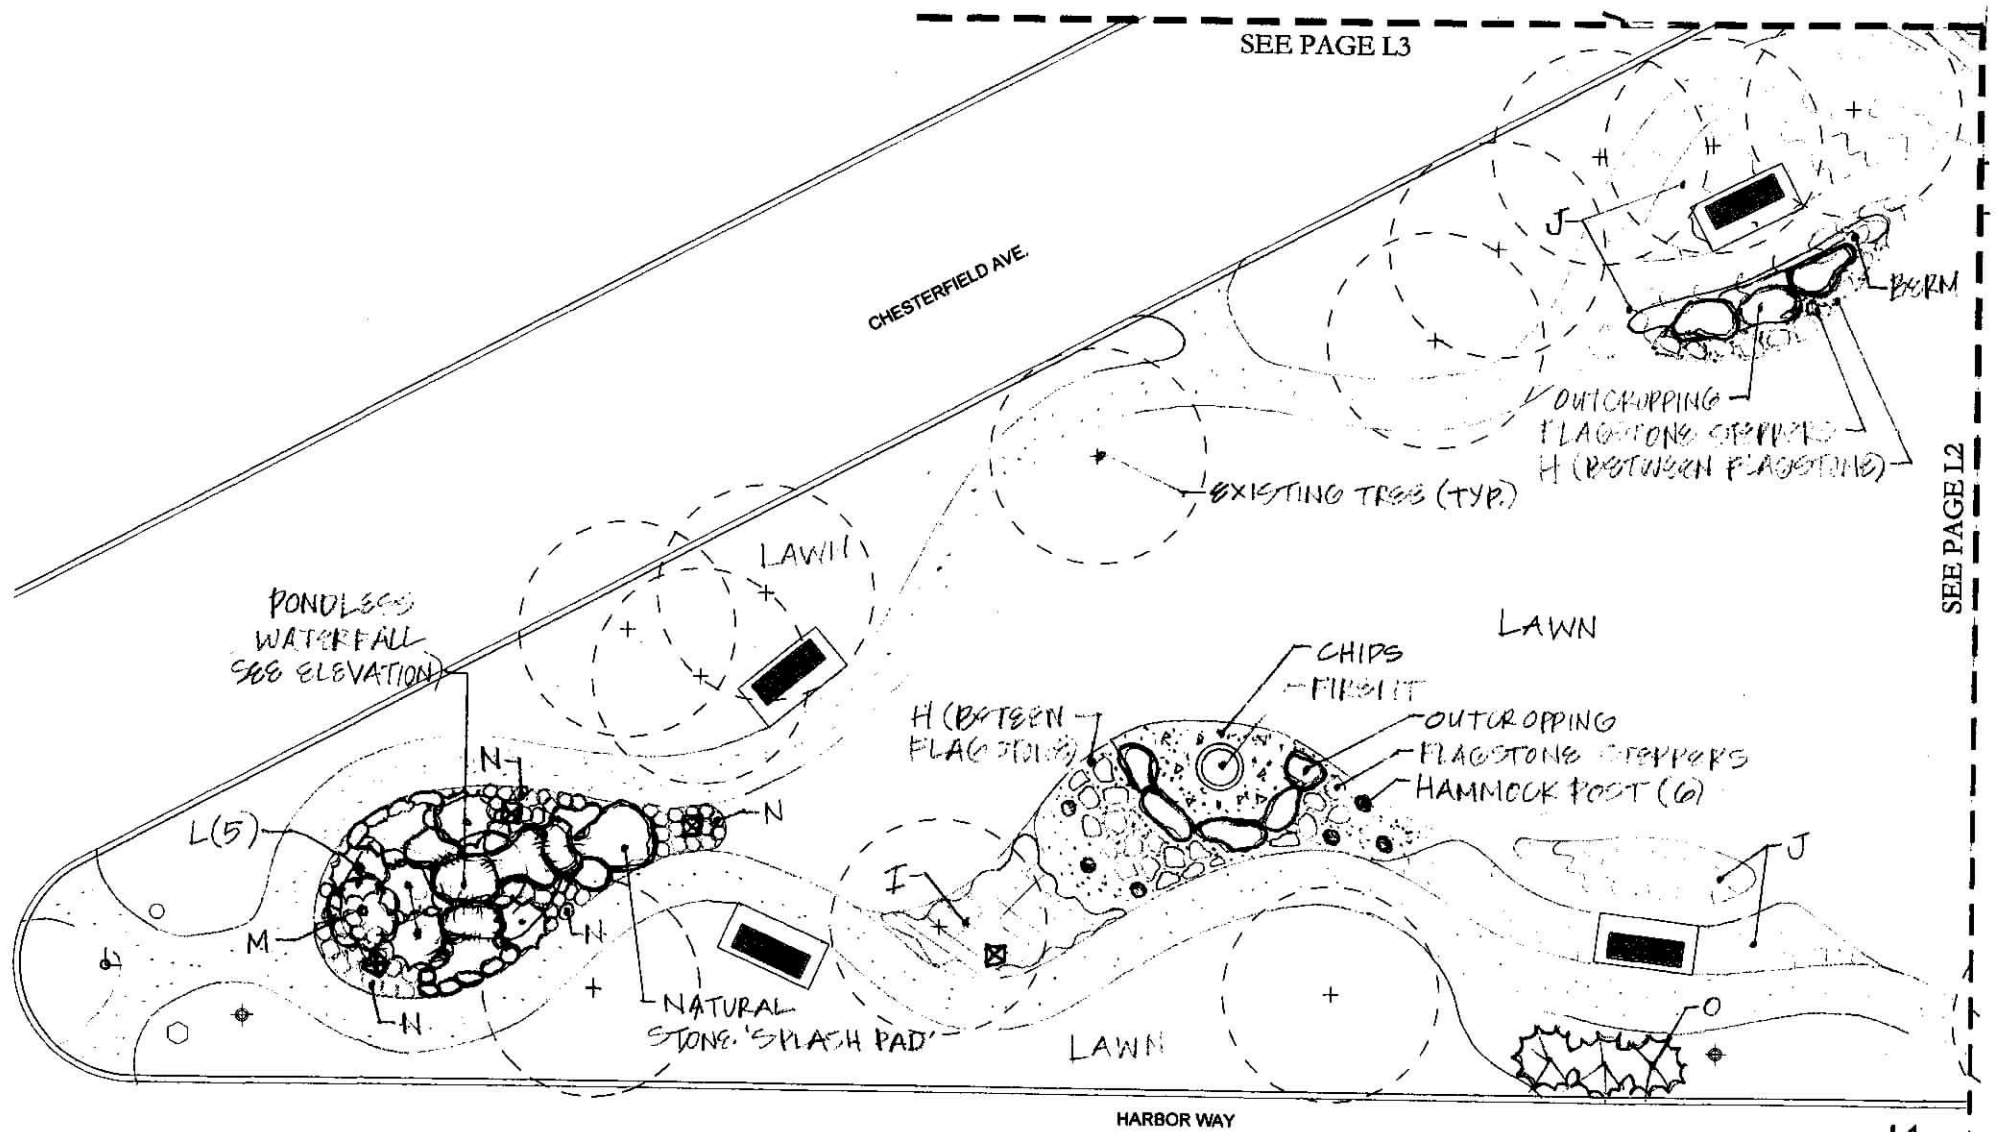 SEE PAGE L3
CHESTERFIELD AVE.
J
BERM
OUTCROPPING
FLAGSTONE STEPPERS
H (BETWEEN FLAGSTONE)
SEE PAGE L2
EXISTING TREE (TYP.)
LAWN
PONDLESS
WATERFALL
SEE ELEVATION)
LAWN
CHIPS
FIREPIT
H (BETEEN
FLAGSTONE)
OUTCROPPING
FLAGSTONE STEPPERS
HAMMOCK POST (6)
N
N
L(5)
J
I
M
N
N
NATURAL
STONE 'SPLASH PAD'
LAWN
O
HARBOR WAY